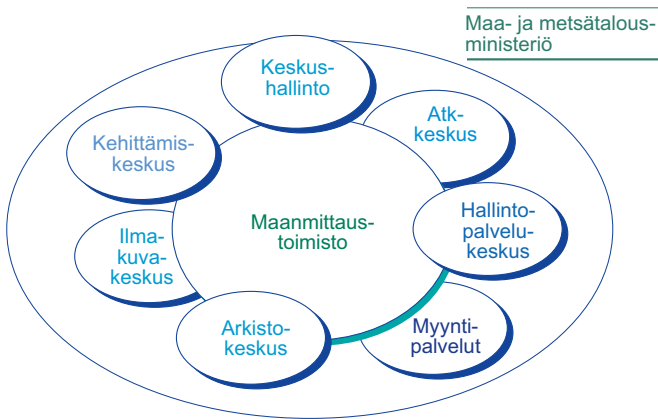 Maa- ja metsätalous-
ministeriö
Keskus-
hallinto
Atk-
keskus
Kehittämis-
keskus
Hallinto-
palvelu-
keskus
Maanmittaus-
toimisto
Ilma-
kuva-
keskus
Arkisto-
keskus
Myynti-
palvelut